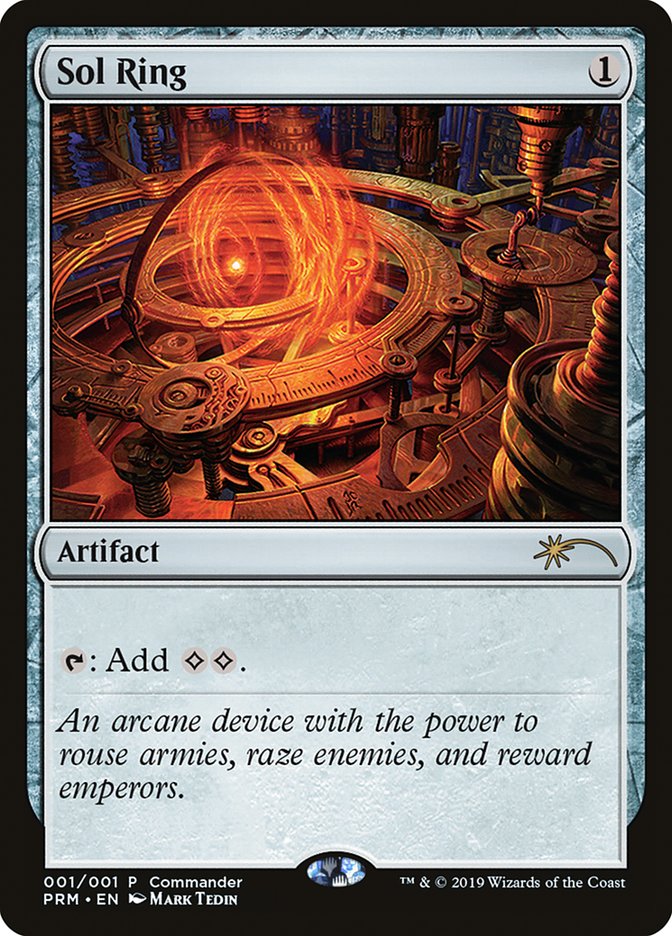 Sol Ring 1
Artifact
: Add .
An arcane device with the power to
rouse armies, raze enemies, and reward
emperors.
001/001 P Commander
PRM • EN Mark Tedin
™ & © 2019 Wizards of the Coast